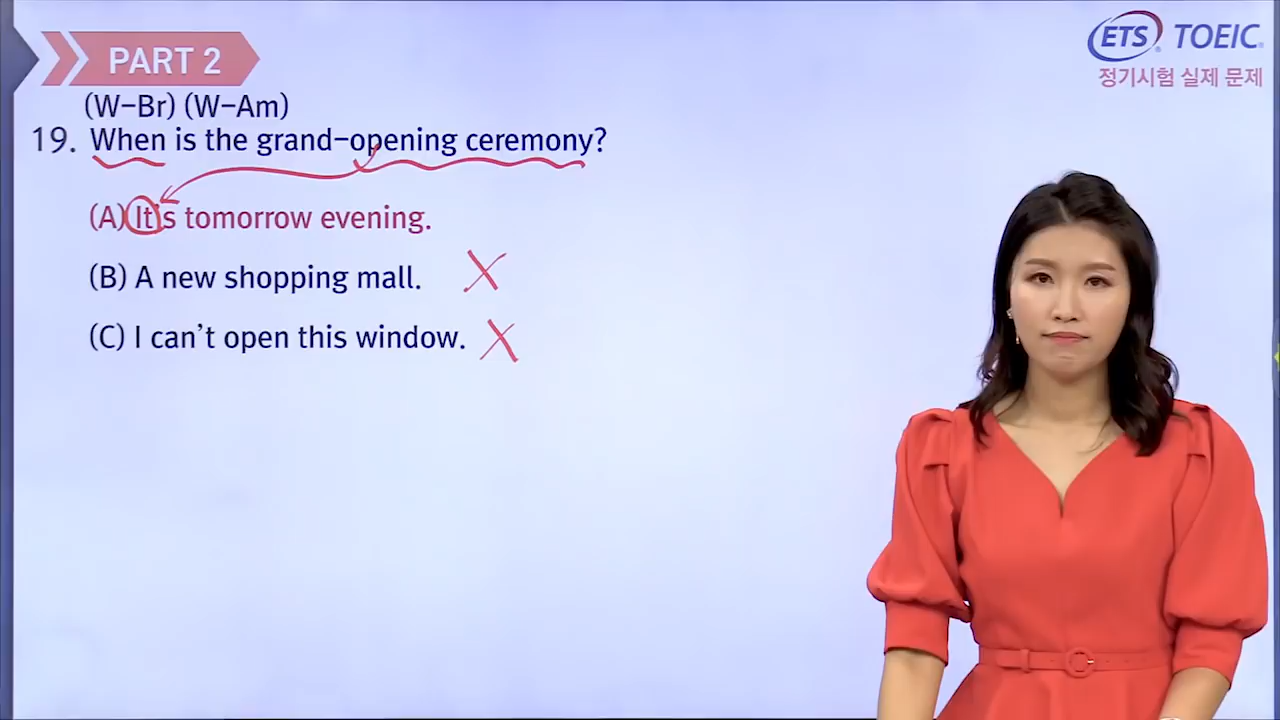 PART 2
ETS TOEIC
정기시험 실제 문제
(W-Br) (W-Am)
19. When is the grand-opening ceremony?
(A) It's tomorrow evening.
(B) A new shopping mall.
(C) I can't open this window.